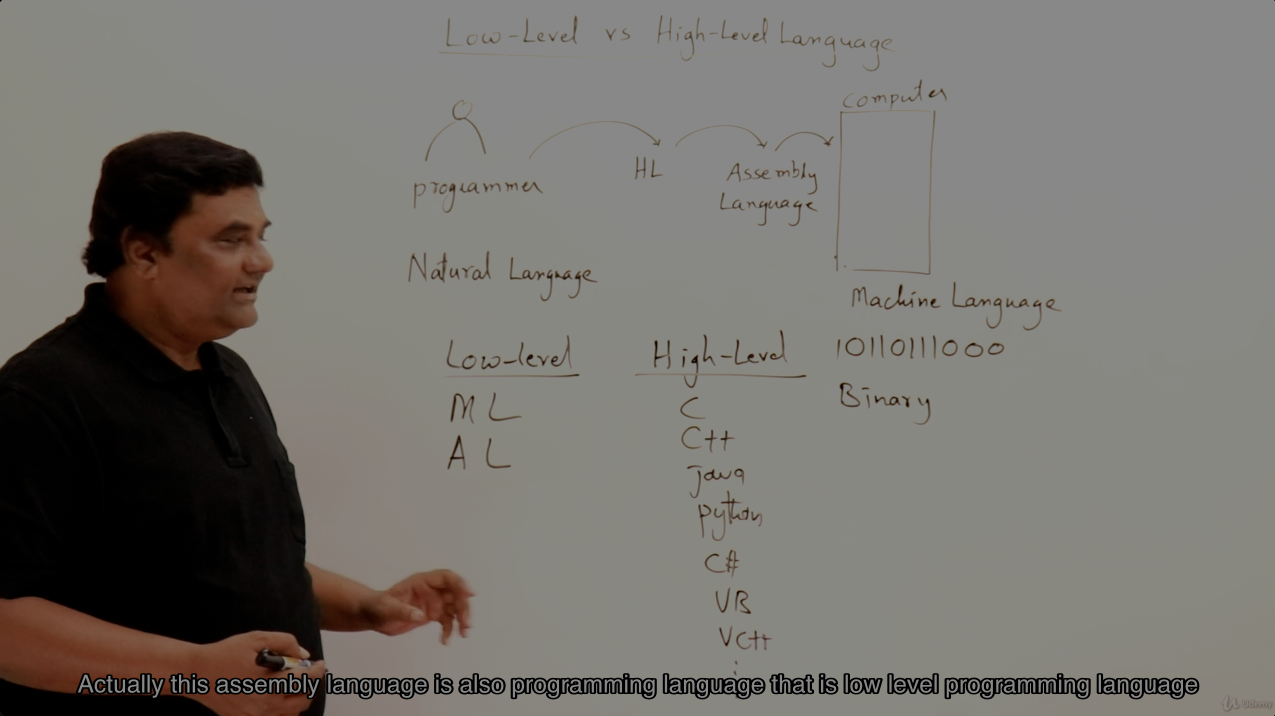 Low-Level vs High-Level Language
Computer
programmer
HL
Assembly
Language
Natural Language
Machine Language
10110111000
Binary
Low-level
ML
AL
High-Level
C
C++
Java
python
C#
VB
VC++
Actually this assembly language is also programming language that is low level programming language
Udemy